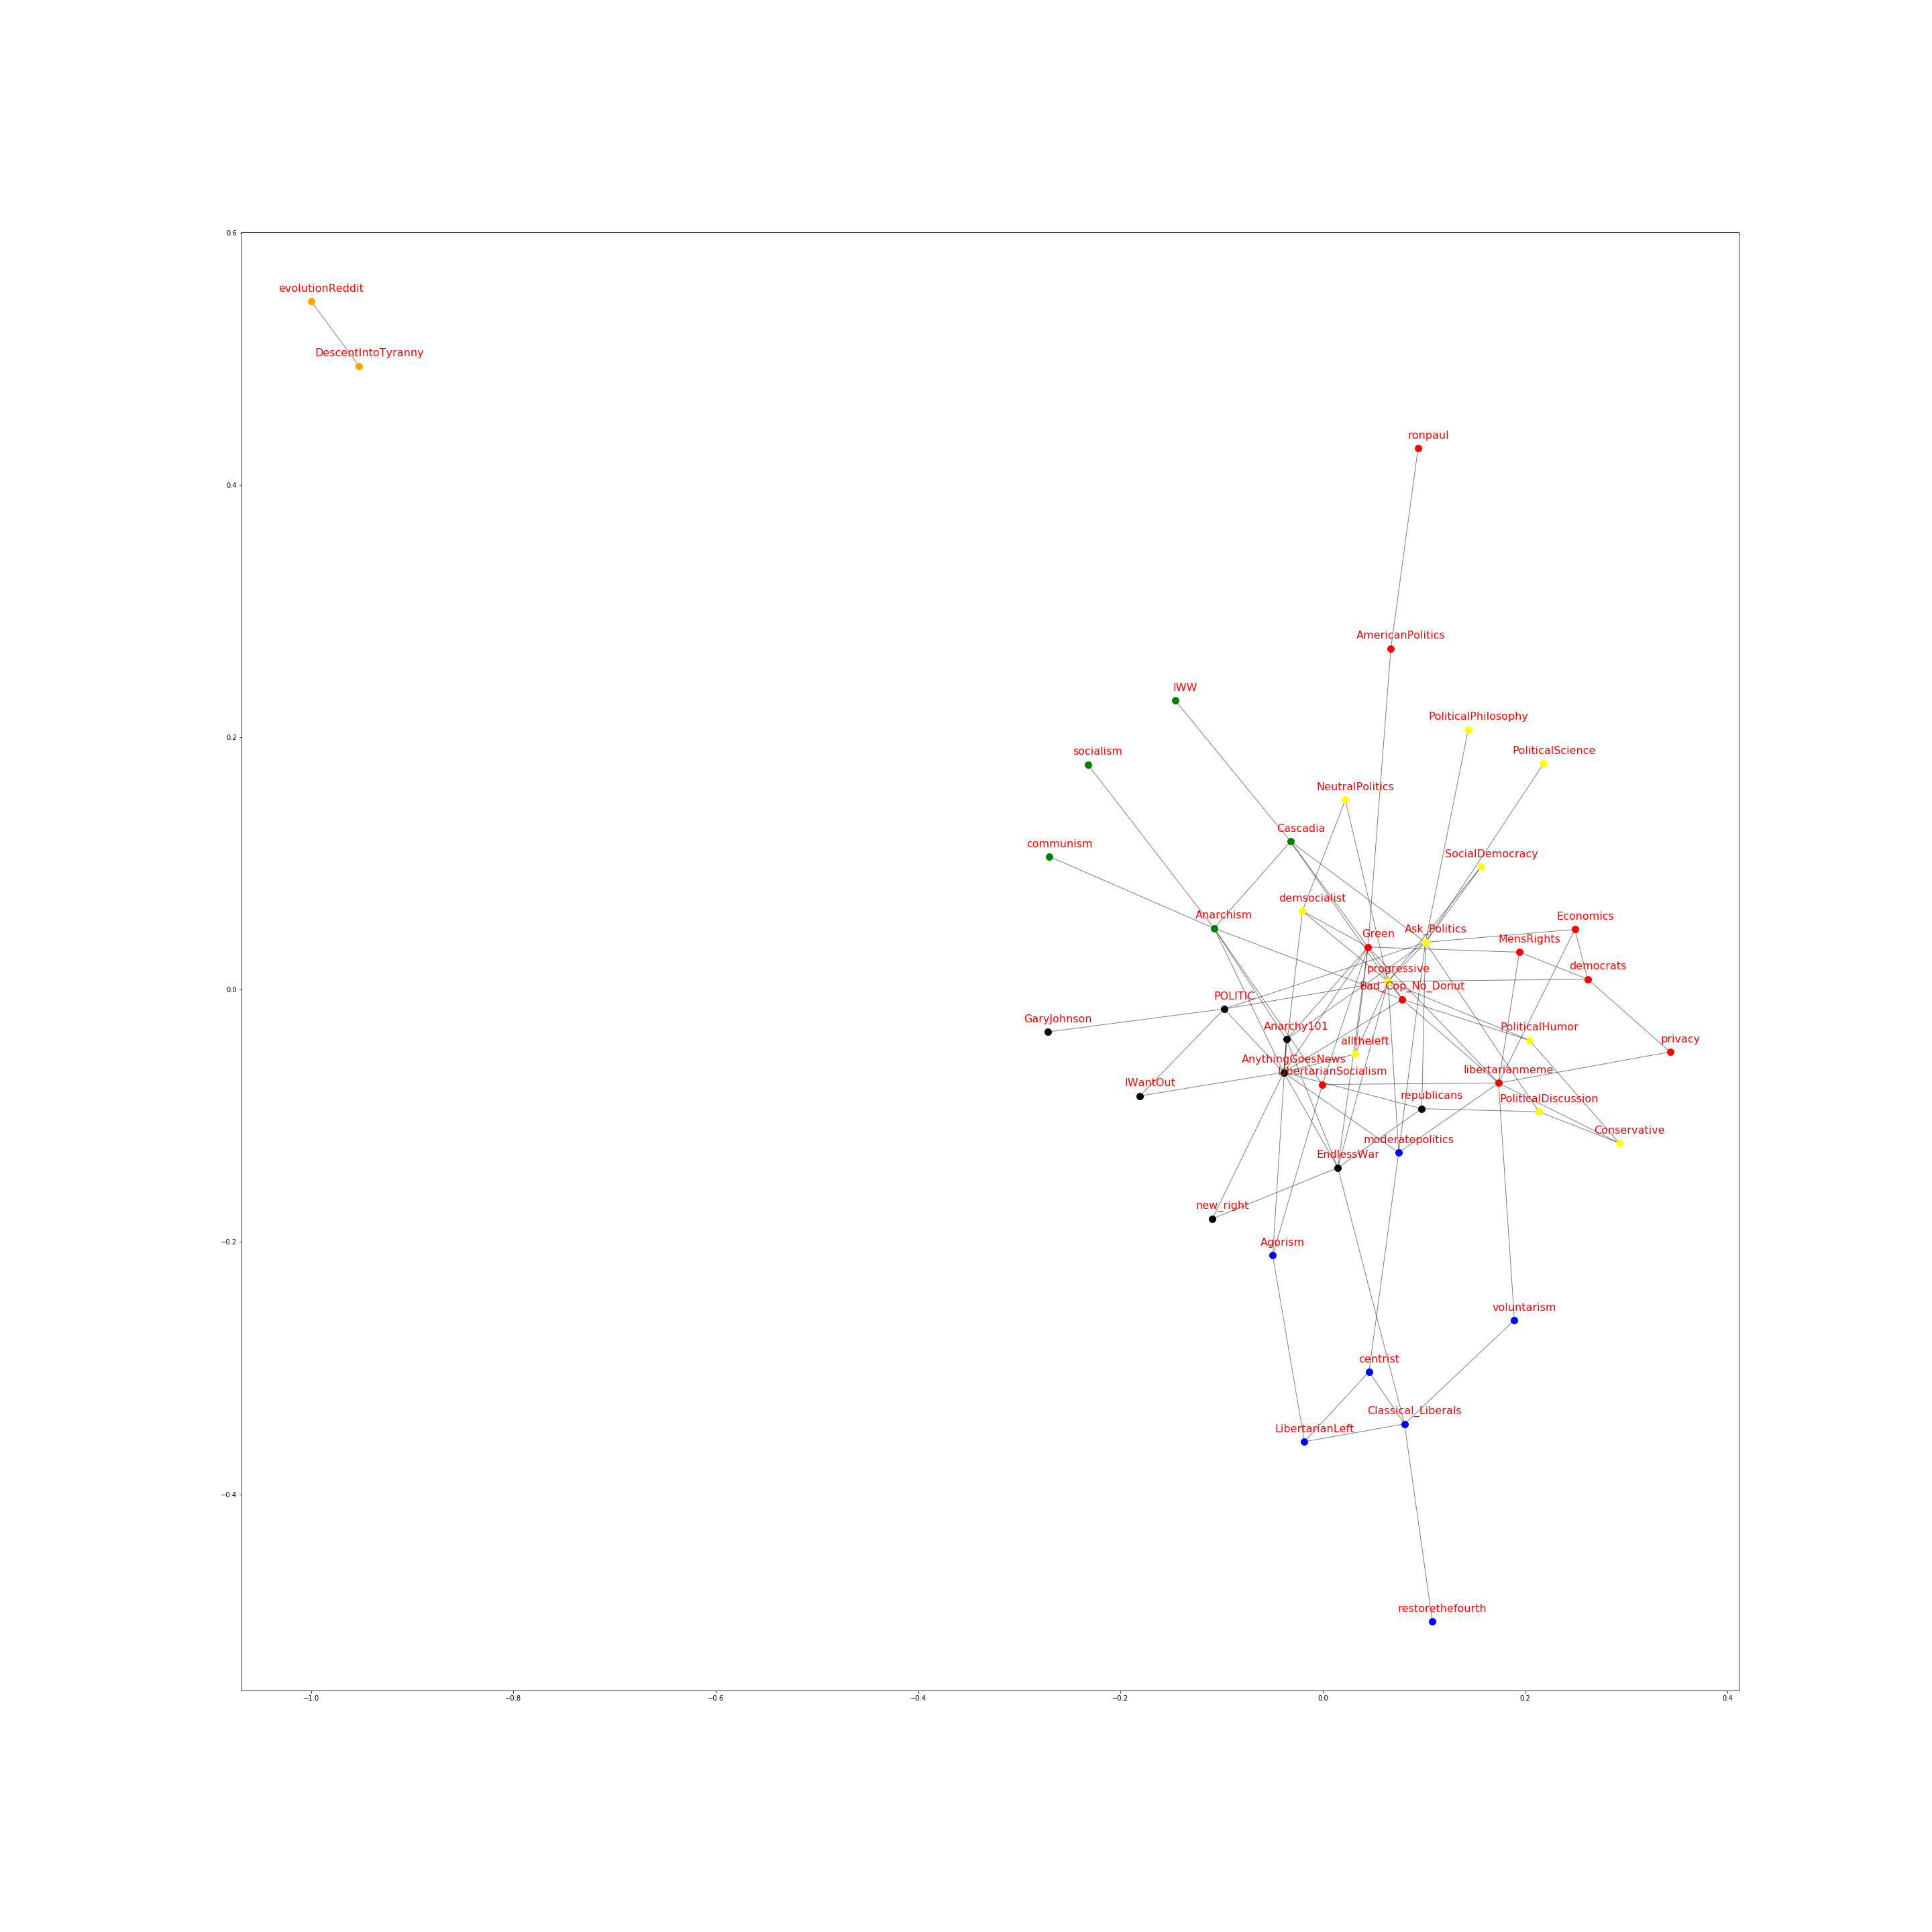 0.6
evolutionReddit
DescentIntoTyranny
ronpaul
0.4
AmericanPolitics
IWW
PoliticalPhilosophy
0.2
socialism
PoliticalScience
NeutralPolitics
Cascadia
communism
SocialDemocracy
demsocialist
Anarchism
Economics
Ask_Politics
Green
MensRights
progressive
democrats
0.0
Bad_Cop_No_Donut
POLITIC
GaryJohnson
Anarchy101
PoliticalHumor
alltheleft
privacy
AnythingGoesNews
LibertarianSocialism
libertarianmeme
IWantOut
republicans
PoliticalDiscussion
Conservative
moderatepolitics
EndlessWar
new_right
−0.2
Agorism
voluntarism
centrist
Classical_Liberals
LibertarianLeft
−0.4
restorethefourth
−1.0 −0.8 −0.6 −0.4 −0.2 0.0 0.2 0.4